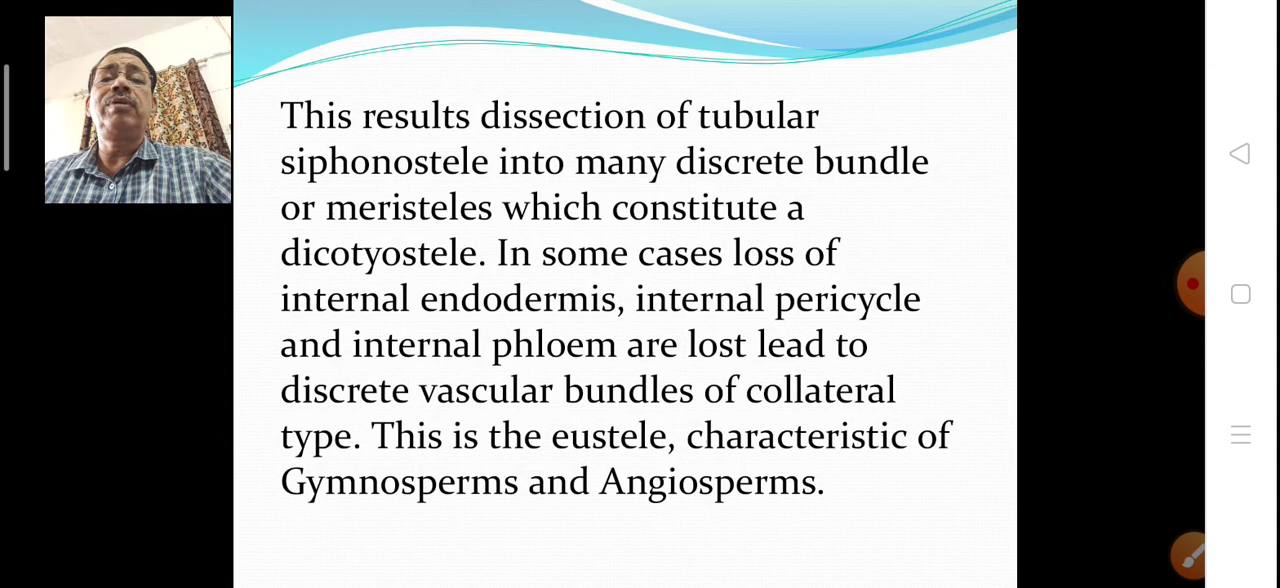 This results dissection of tubular
siphonostele into many discrete bundle
or meristeles which constitute a
dicotyostele. In some cases loss of
internal endodermis, internal pericycle
and internal phloem are lost lead to
discrete vascular bundles of collateral
type. This is the eustele, characteristic of
Gymnosperms and Angiosperms.